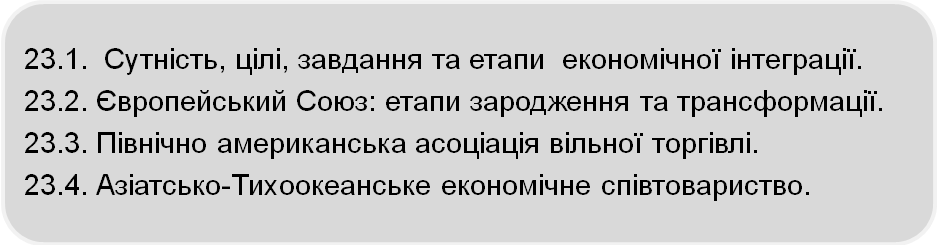 23.1.  Сутність, цілі, завдання та етапи  економічної інтеграції.
23.2. Європейський Союз: етапи зародження та трансформації.
23.3. Північно американська асоціація вільної торгівлі.
23.4. Азіатсько-Тихоокеанське економічне співтовариство.